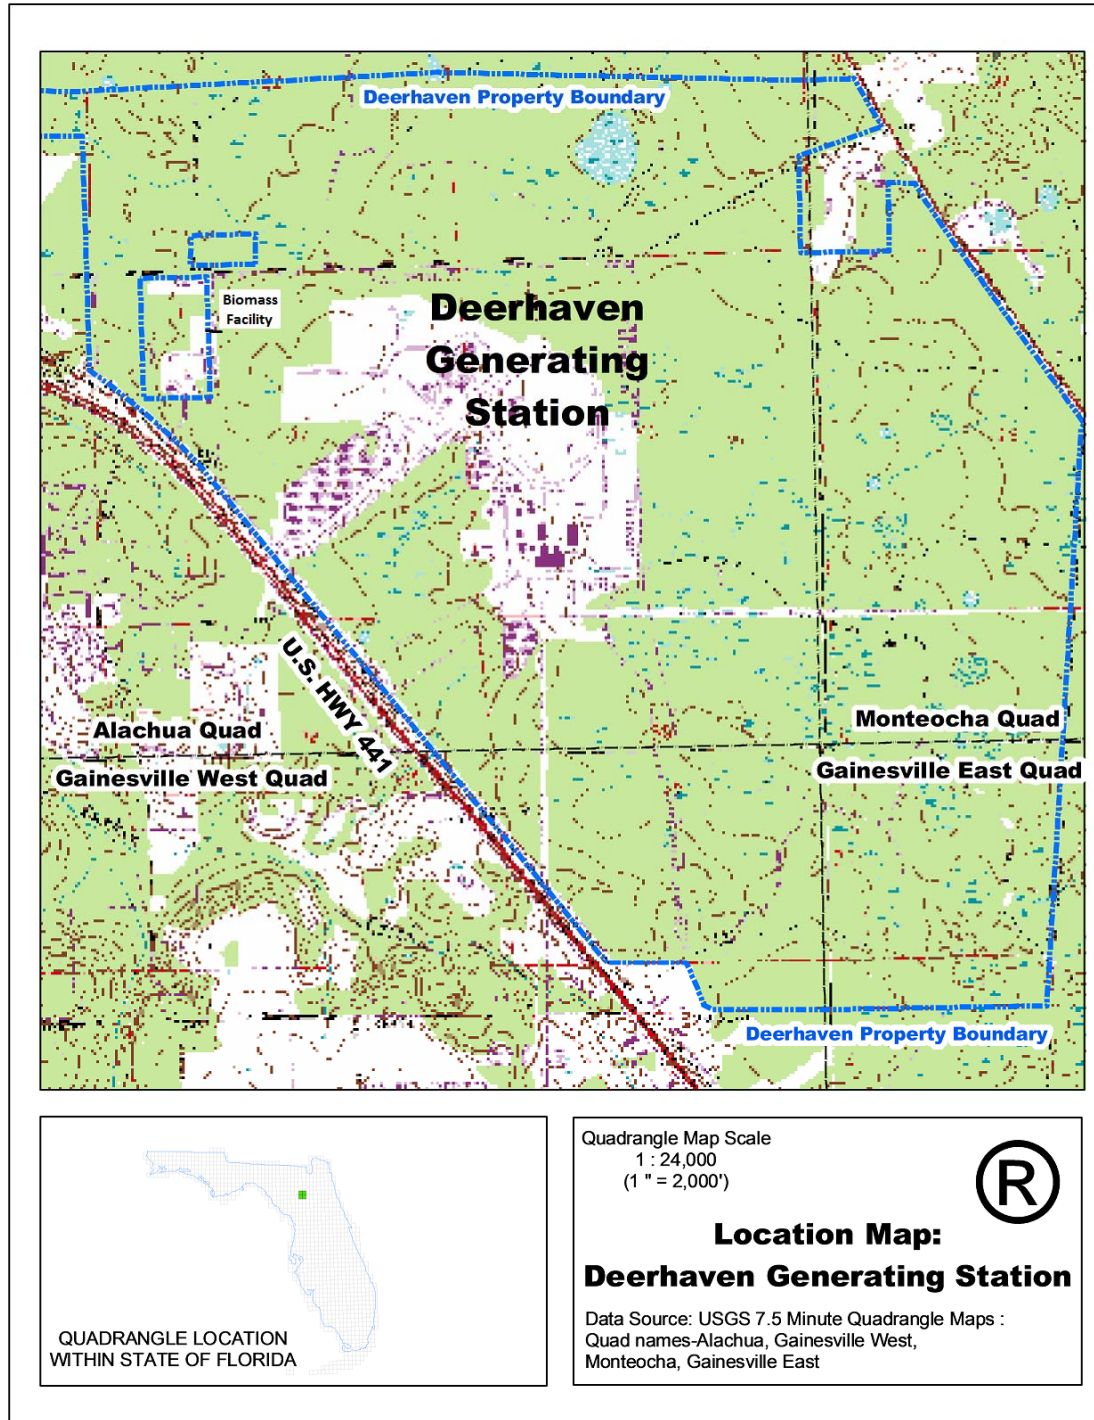 Deerhaven Property Boundary
Biomass
Facility
Deerhaven
Generating
Station
U.S. HWY 441
Alachua Quad
Monteocha Quad
Gainesville West Quad
Gainesville East Quad
Deerhaven Property Boundary
QUADRANGLE LOCATION
WITHIN STATE OF FLORIDA
Quadrangle Map Scale
1 : 24,000
(1 " = 2,000')
®
Location Map:
Deerhaven Generating Station
Data Source: USGS 7.5 Minute Quadrangle Maps :
Quad names-Alachua, Gainesville West,
Monteocha, Gainesville East